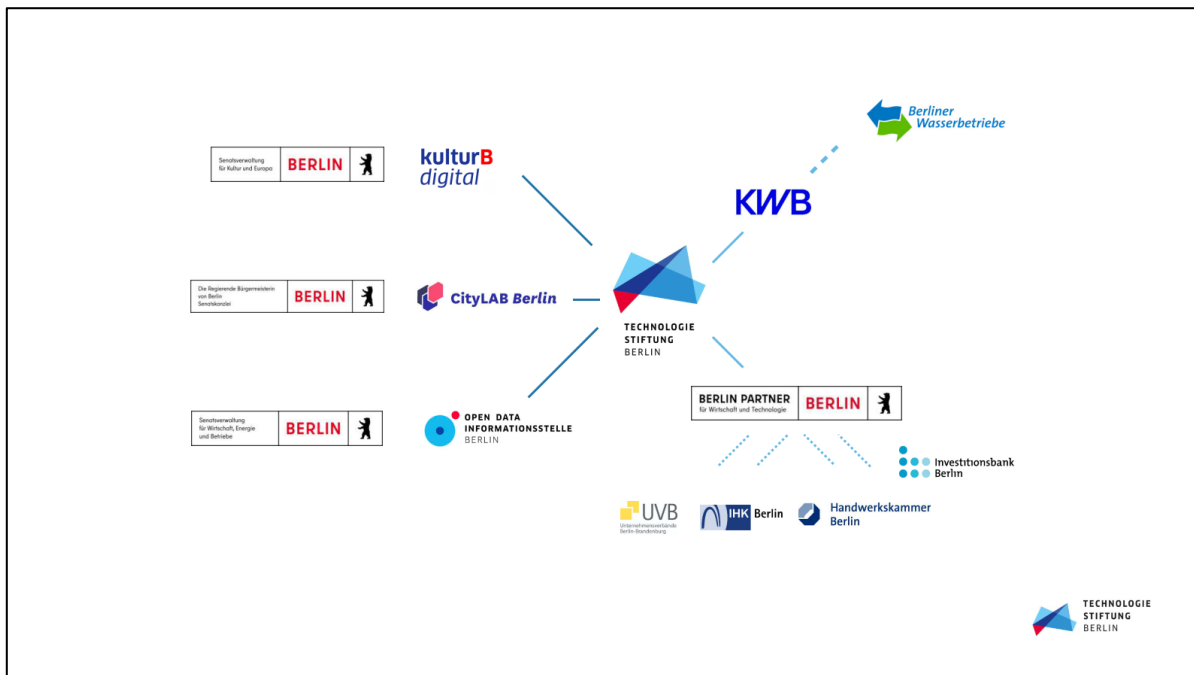 Berliner
Wasserbetriebe
Senatsverwaltung
für Kultur und Europa
BERLIN
kulturB
digital
KWB
Die Regierende Bürgermeisterin
von Berlin
Senatskanzlei
BERLIN
CityLAB Berlin
TECHNOLOGIE
STIFTUNG
BERLIN
Senatsverwaltung
für Wirtschaft, Energie
und Betriebe
BERLIN
OPEN DATA
INFORMATIONSSTELLE
BERLIN
BERLIN PARTNER
für Wirtschaft und Technologie
BERLIN
Investitionsbank
Berlin
UVB
Unternehmensverbände
Berlin-Brandenburg
IHK Berlin
Handwerkskammer
Berlin
TECHNOLOGIE
STIFTUNG
BERLIN